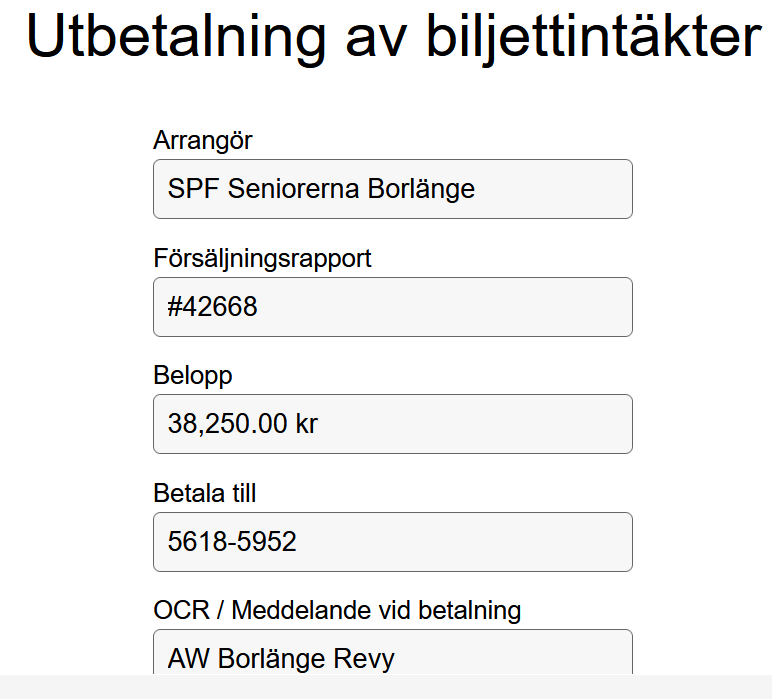 Utbetalning av biljettintäkter
Arrangör
SPF Seniorerna Borlänge
Försäljningsrapport
#42668
Belopp
38,250.00 kr
Betala till
5618-5952
OCR / Meddelande vid betalning
AW Borlänge Revy